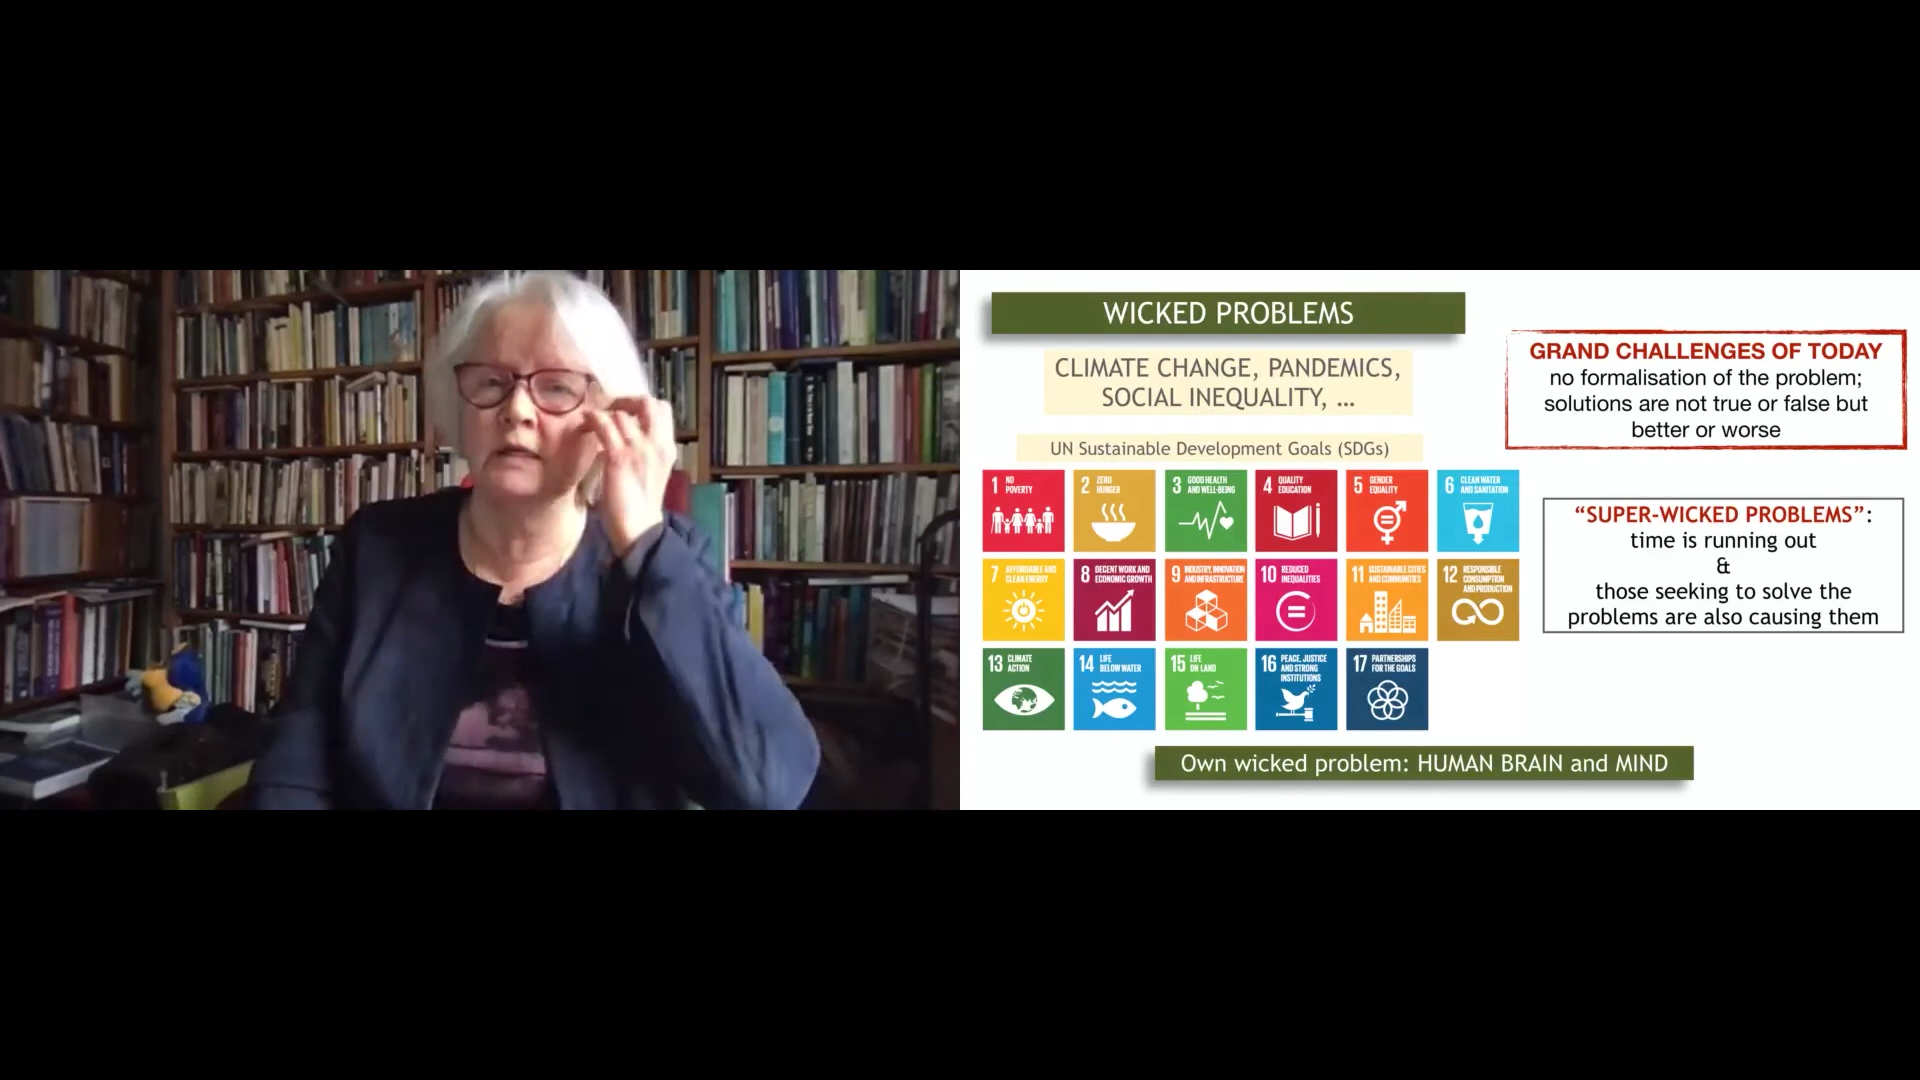 WICKED PROBLEMS
CLIMATE CHANGE, PANDEMICS,
SOCIAL INEQUALITY, ...
UN Sustainable Development Goals (SDGs)
1 NO
POVERTY
2 ZERO
HUNGER
3 GOOD HEALTH
AND WELL-BEING
4 QUALITY
EDUCATION
5 GENDER
EQUALITY
6 CLEAN WATER
AND SANITATION
7 AFFORDABLE AND
CLEAN ENERGY
8 DECENT WORK AND
ECONOMIC GROWTH
9 INDUSTRY, INNOVATION
AND INFRASTRUCTURE
10 REDUCED
INEQUALITIES
11 SUSTAINABLE CITIES
AND COMMUNITIES
12 RESPONSIBLE
CONSUMPTION
AND PRODUCTION
13 CLIMATE
ACTION
14 LIFE
BELOW WATER
15 LIFE
ON LAND
16 PEACE, JUSTICE
AND STRONG
INSTITUTIONS
17 PARTNERSHIPS
FOR THE GOALS
Own wicked problem: HUMAN BRAIN and MIND
GRAND CHALLENGES OF TODAY
no formalisation of the problem;
solutions are not true or false but
better or worse
“SUPER-WICKED PROBLEMS”:
time is running out
&
those seeking to solve the
problems are also causing them